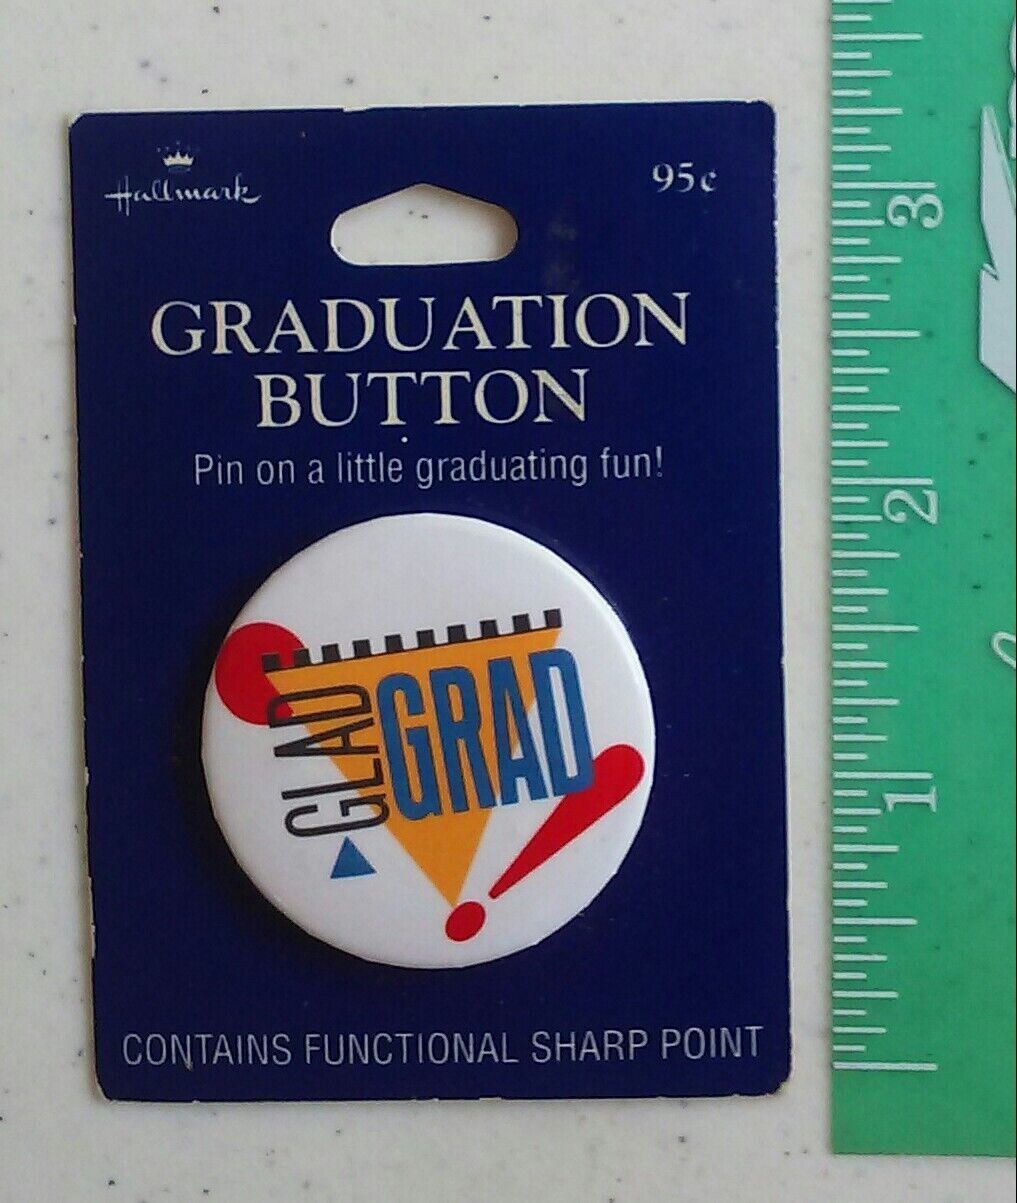 Hallmark
95¢
GRADUATION
BUTTON
Pin on a little graduating fun!
GLAD
GRAD
CONTAINS FUNCTIONAL SHARP POINT
3
2
1